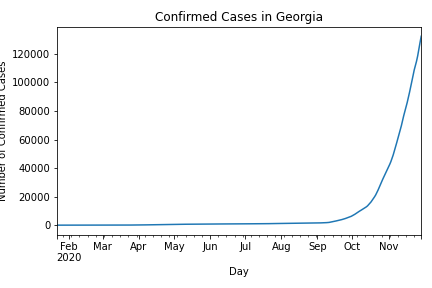 Confirmed Cases in Georgia
Number of Confirmed Cases
120000
100000
80000
60000
40000
20000
0
Feb Mar Apr May Jun Jul Aug Sep Oct Nov
2020
Day